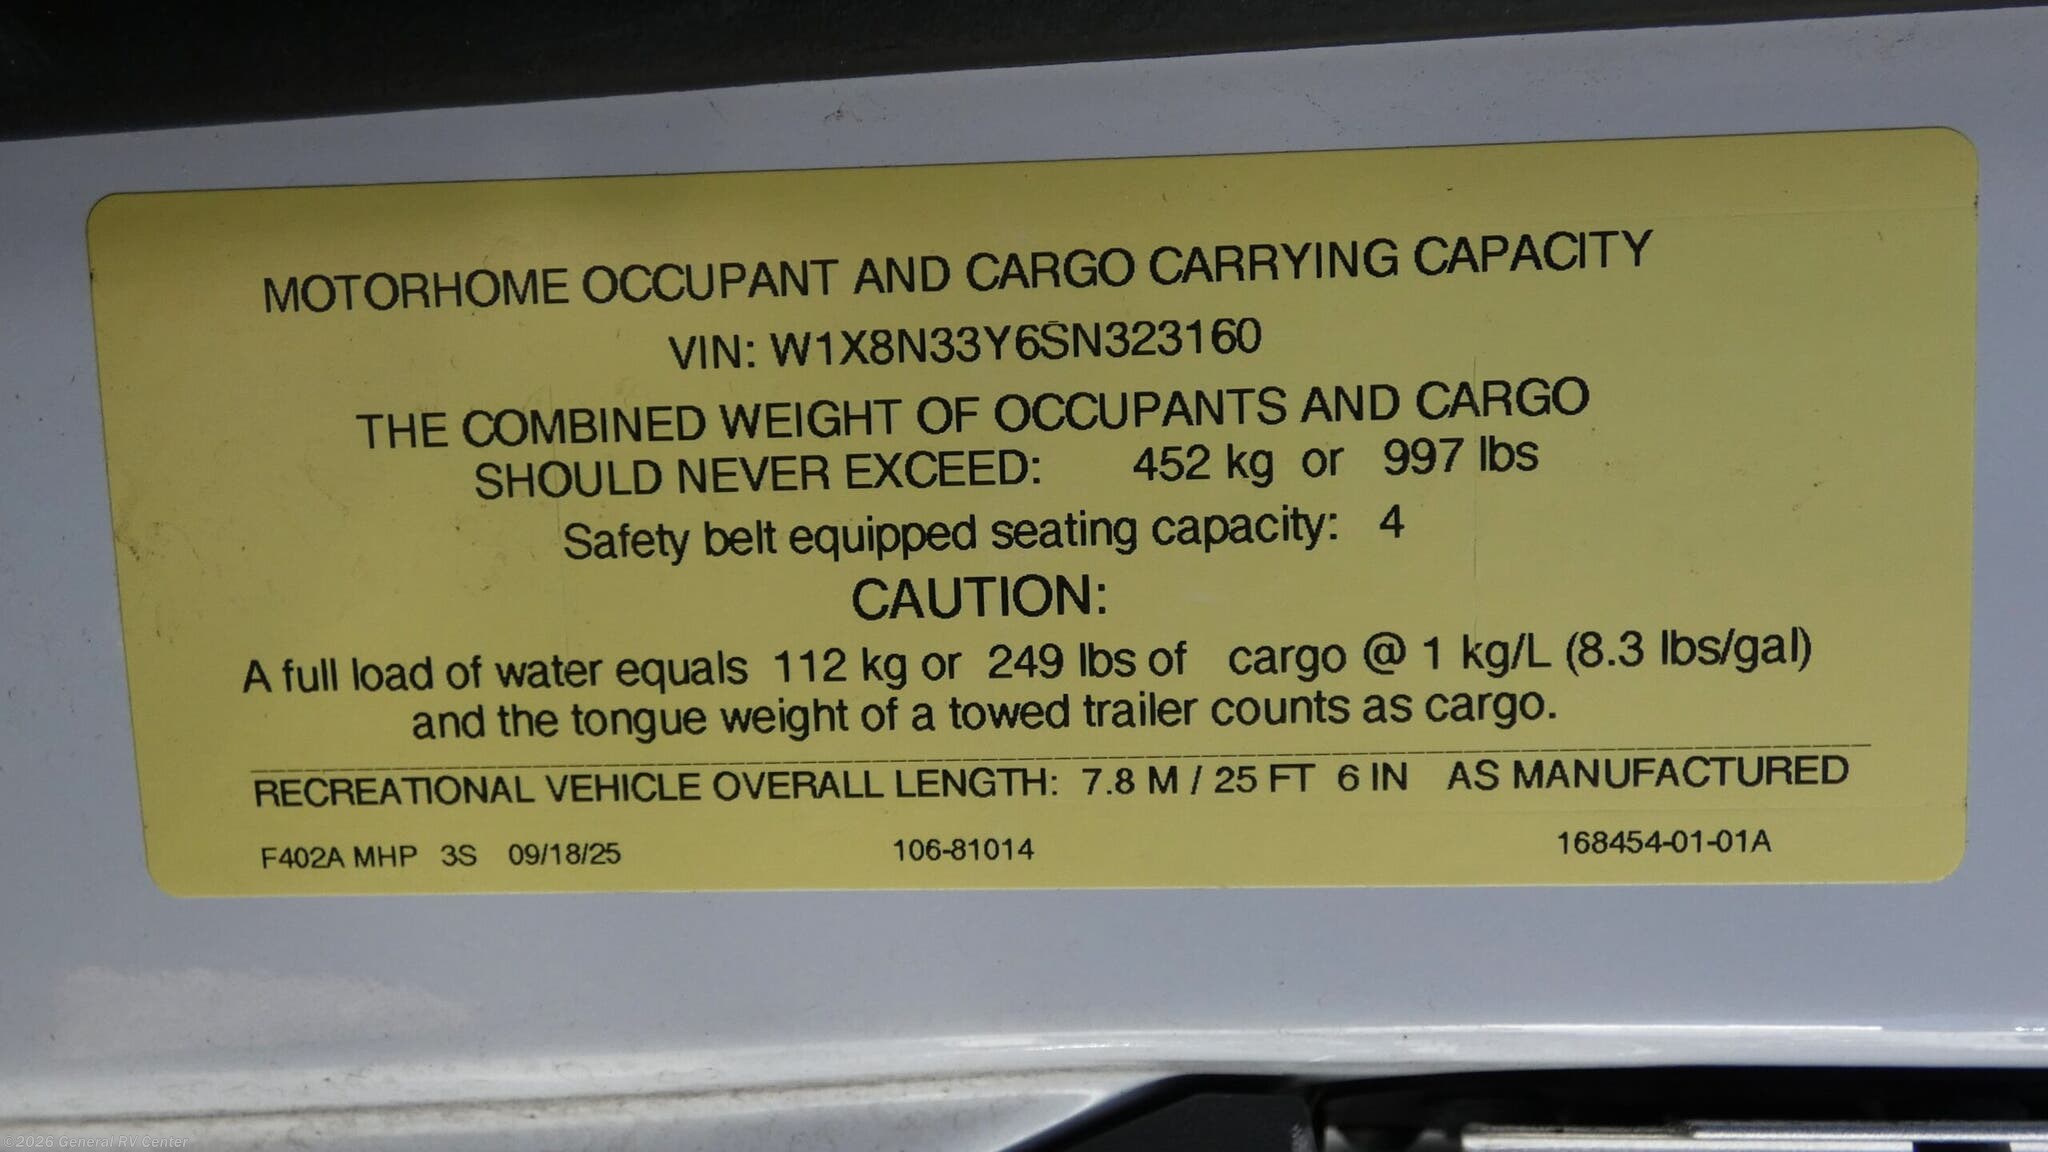 MOTORHOME OCCUPANT AND CARGO CARRYING CAPACITY
VIN: W1X8N33Y6SN323160
THE COMBINED WEIGHT OF OCCUPANTS AND CARGO
SHOULD NEVER EXCEED: 452 kg or 997 lbs
Safety belt equipped seating capacity: 4
CAUTION:
A full load of water equals 112 kg or 249 lbs of cargo @ 1 kg/L (8.3 lbs/gal)
and the tongue weight of a towed trailer counts as cargo.
RECREATIONAL VEHICLE OVERALL LENGTH: 7.8 M / 25 FT 6 IN AS MANUFACTURED
F402A MHP 3S 09/18/25 106-81014 168454-01-01A
©2026 General RV Center